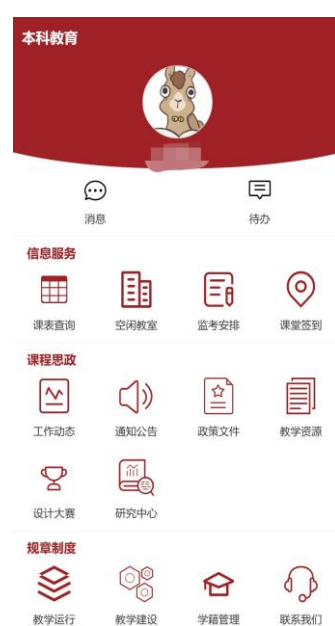 本科教育
消息 待办
信息服务
课表查询 空闲教室 监考安排 课堂签到
课程思政
工作动态 通知公告 政策文件 教学资源
设计大赛 研究中心
规章制度
教学运行 教学建设 学籍管理 联系我们